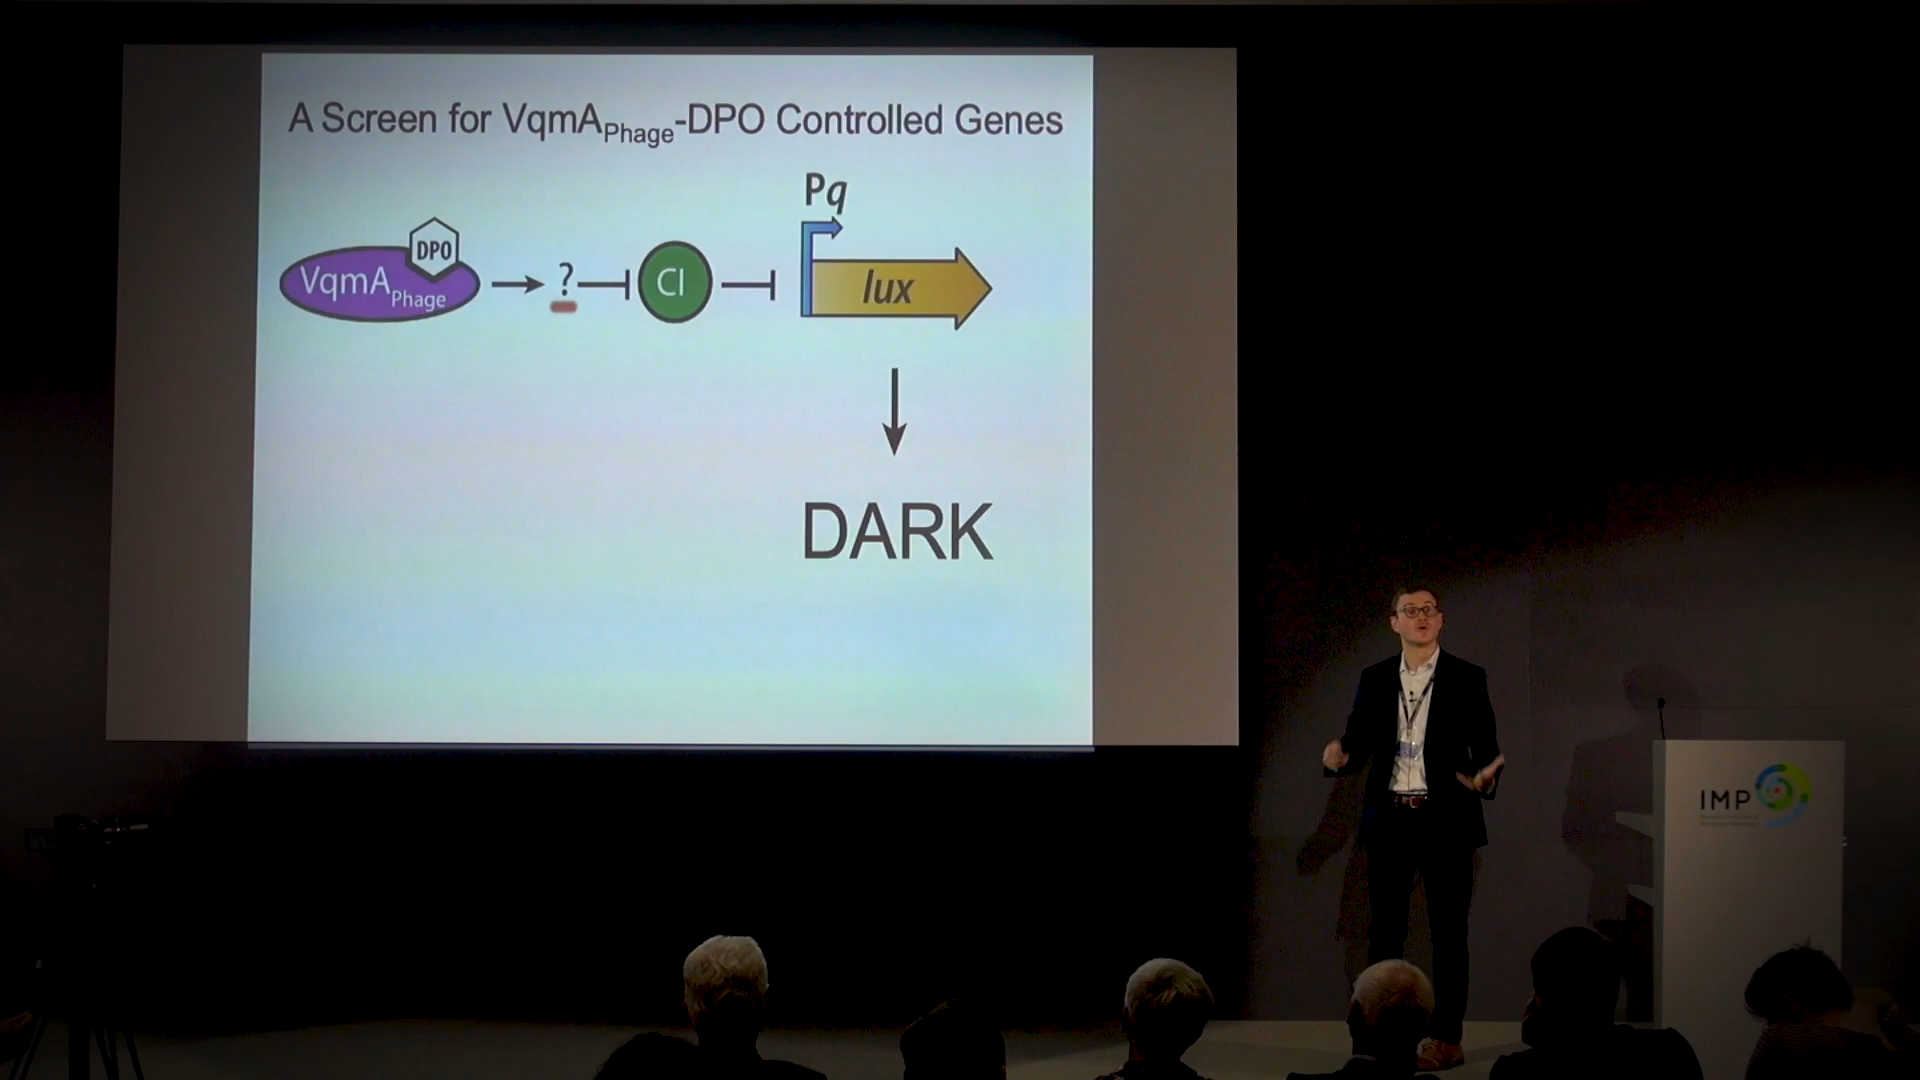 A Screen for VqmAPhage-DPO Controlled Genes
Pq
DPO
VqmAPhage
?
CI
lux
DARK
IMP